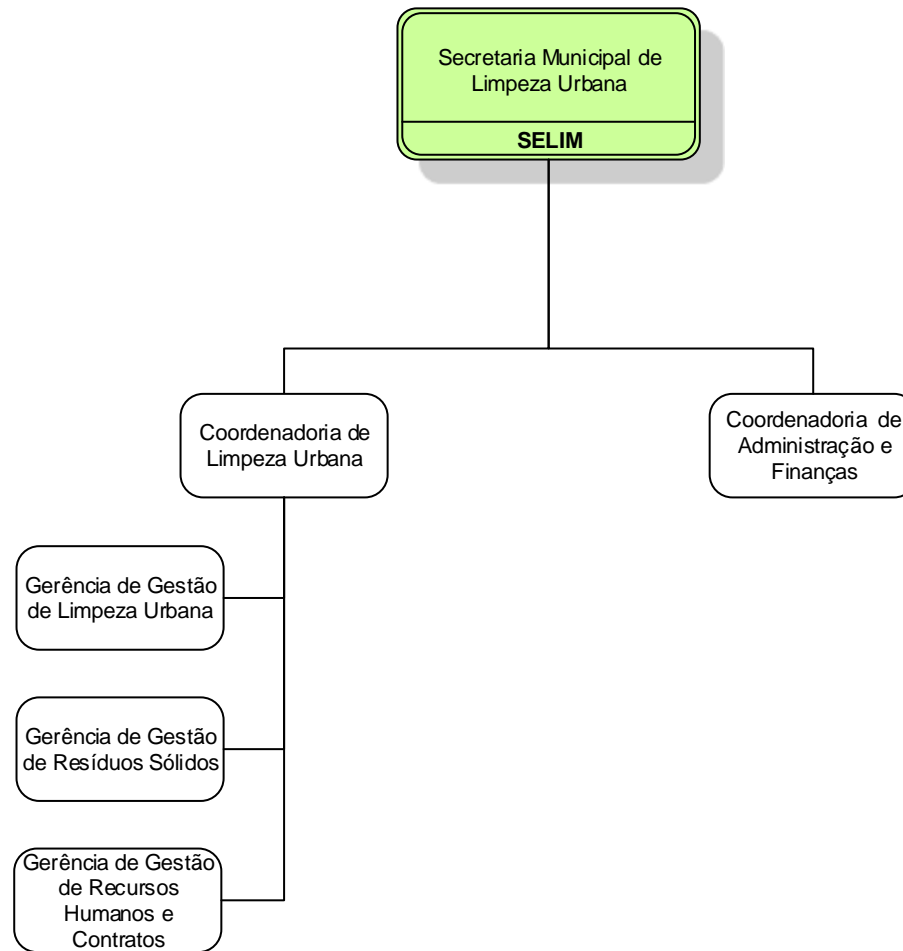 Secretaria Municipal de
Limpeza Urbana
SELIM
Coordenadoria de
Limpeza Urbana
Coordenadoria de
Administração e
Finanças
Gerência de Gestão
de Limpeza Urbana
Gerência de Gestão
de Resíduos Sólidos
Gerência de Gestão
de Recursos
Humanos e
Contratos